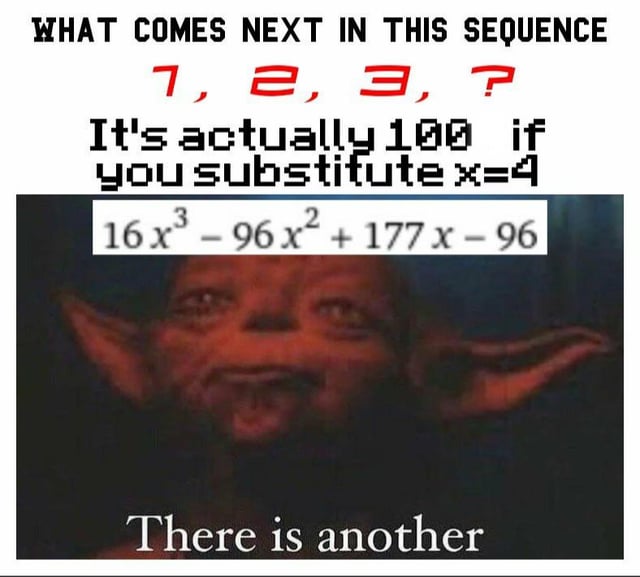 WHAT COMES NEXT IN THIS SEQUENCE
1, 2, 3, ?
It's actually 100 if
you substitute x=4
16x³ – 96x² + 177x – 96
There is another